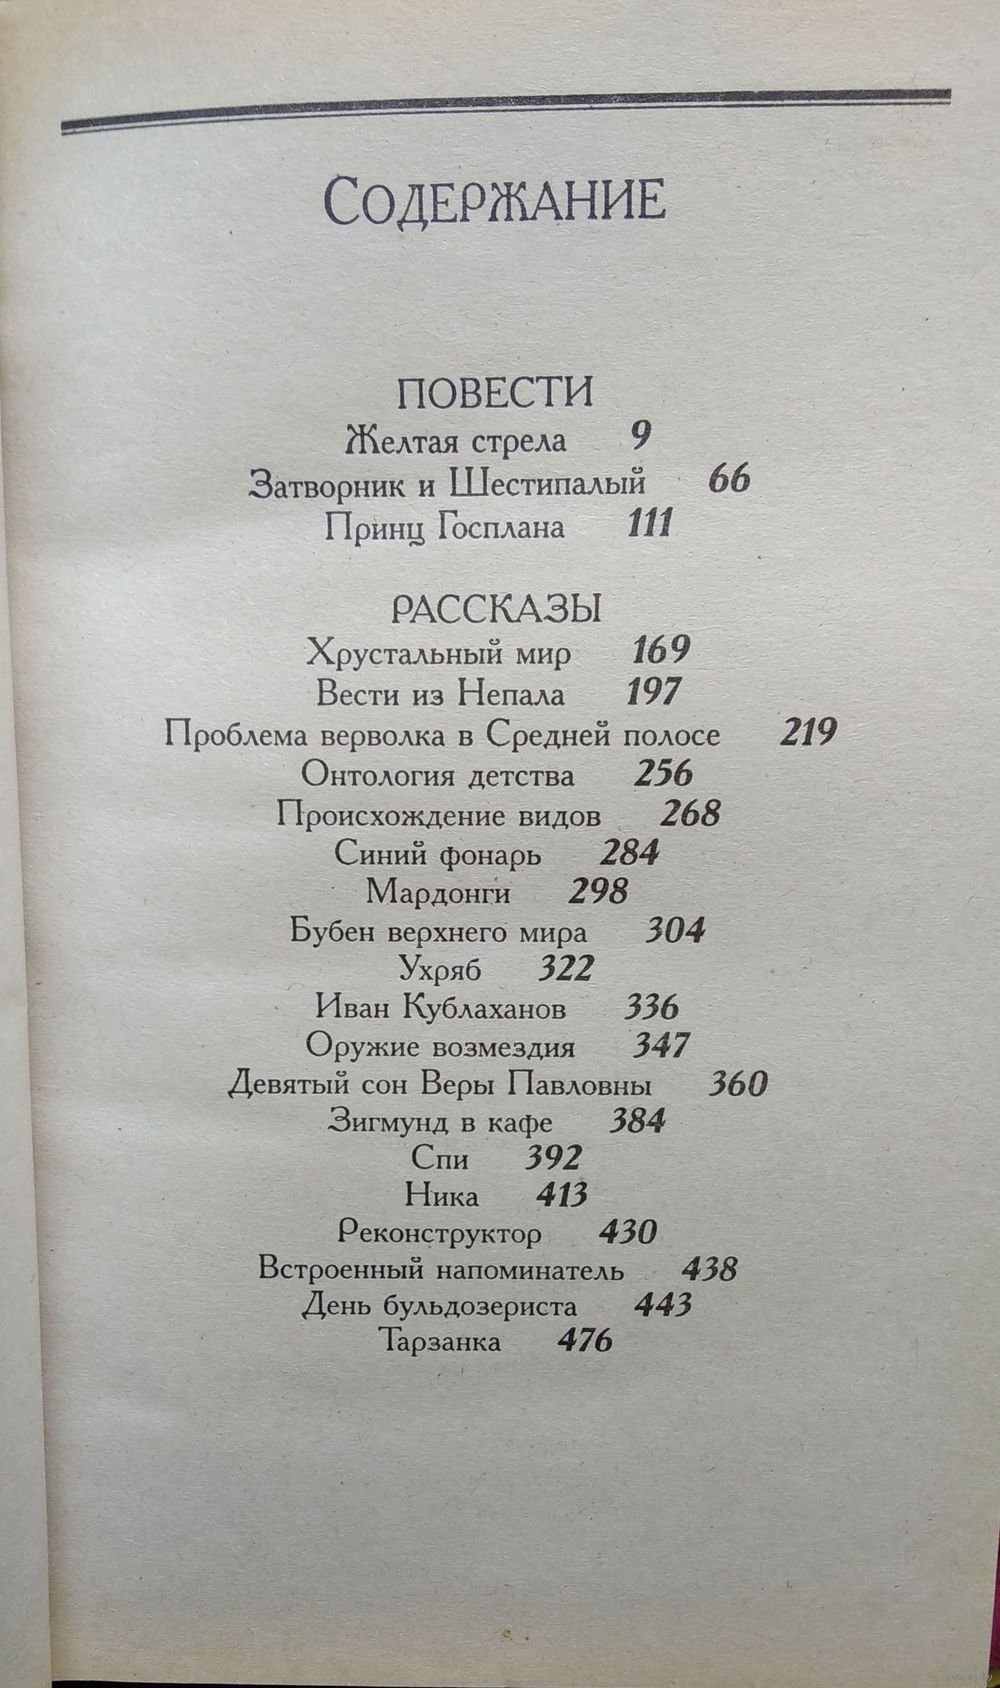 Содержание
ПОВЕСТИ
Желтая стрела 9
Затворник и Шестипалый 66
Принц Госплана 111
РАССКАЗЫ
Хрустальный мир 169
Вести из Непала 197
Проблема верволка в Средней полосе 219
Онтология детства 256
Происхождение видов 268
Синий фонарь 284
Мардонги 298
Бубен верхнего мира 304
Ухряб 322
Иван Кублаханов 336
Оружие возмездия 347
Девятый сон Веры Павловны 360
Зигмунд в кафе 384
Спи 392
Ника 413
Реконструктор 430
Встроенный напоминатель 438
День бульдозериста 443
Тарзанка 476